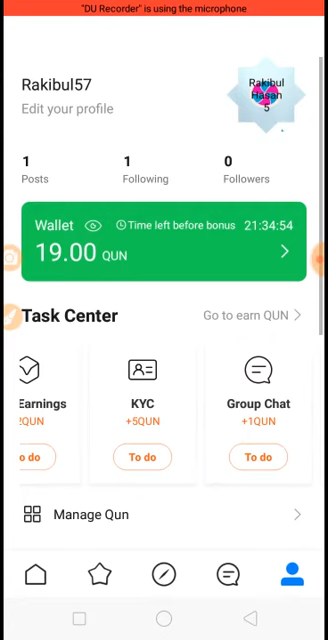 "DU Recorder" is using the microphone
Rakibul57
Edit your profile
Rakibul
Hasan
5
1
Posts
1
Following
0
Followers
Wallet
Time left before bonus 21:34:54
19.00 QUN
Task Center
Go to earn QUN
Earnings
2QUN
o do
KYC
+5QUN
To do
Group Chat
+1QUN
To do
Manage Qun